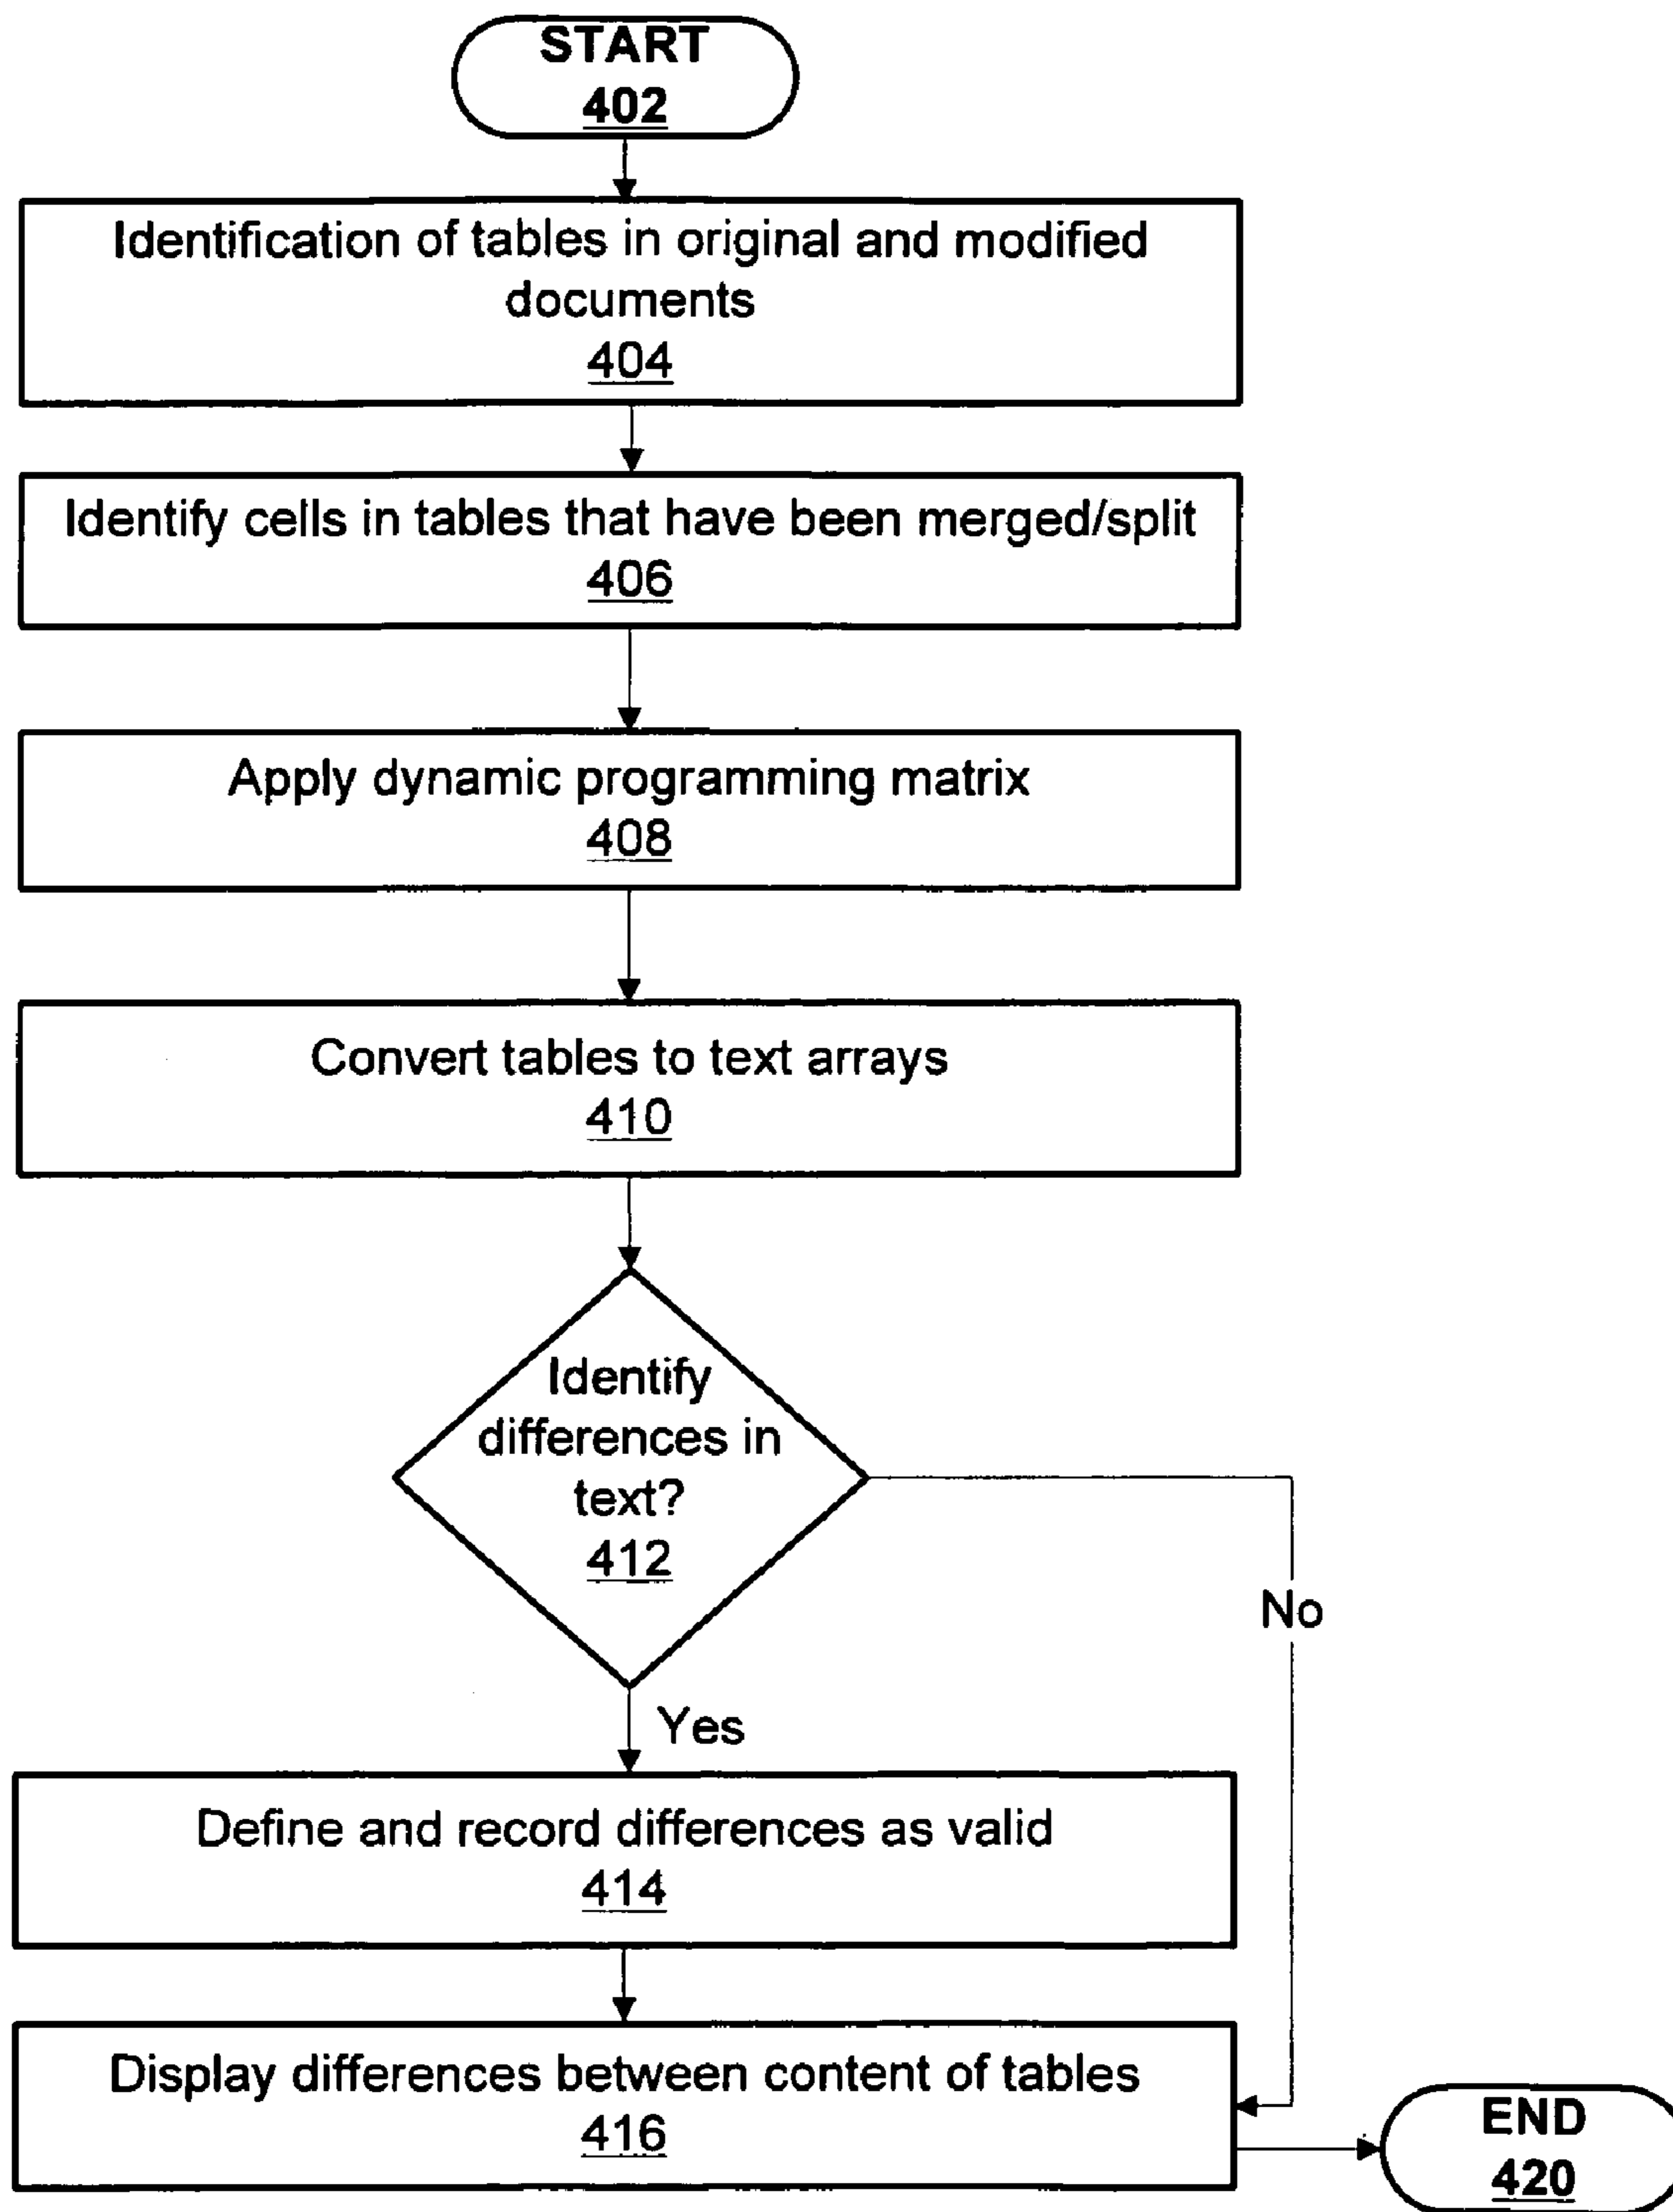 START
402
Identification of tables in original and modified
documents
404
Identify cells in tables that have been merged/split
406
Apply dynamic programming matrix
408
Convert tables to text arrays
410
Identify
differences in
text?
412
No
Yes
Define and record differences as valid
414
Display differences between content of tables
416
END
420